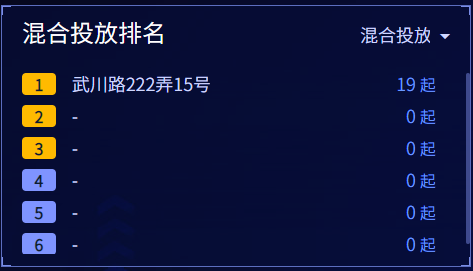 混合投放排名 混合投放
1 武川路222弄15号 19 起
2 - 0 起
3 - 0 起
4 - 0 起
5 - 0 起
6 - 0 起